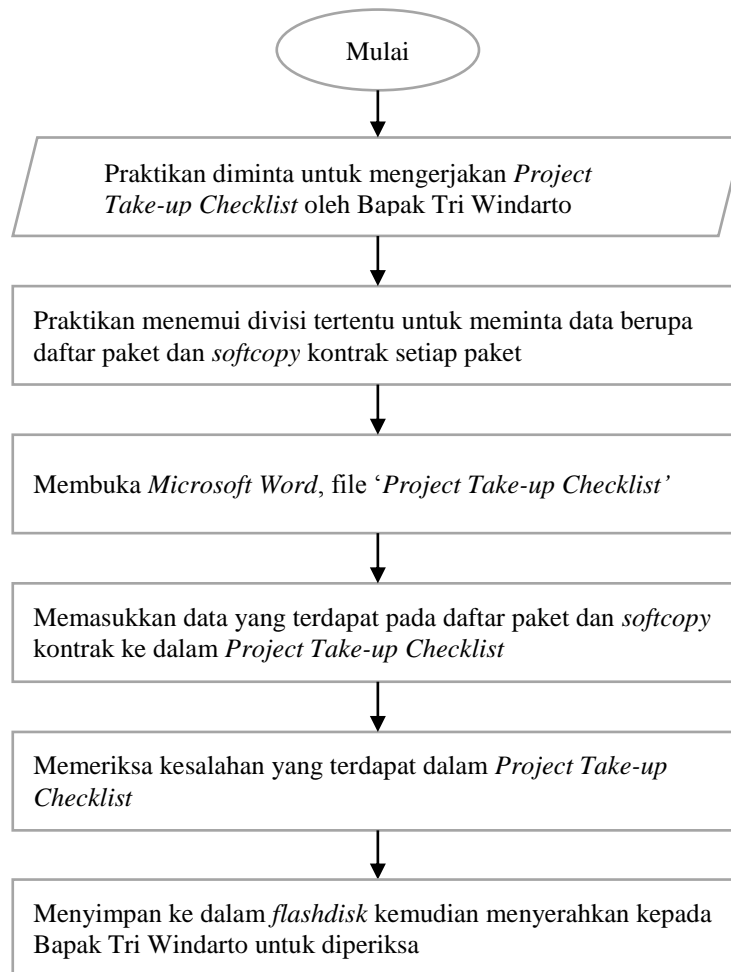 Mulai
Praktikan diminta untuk mengerjakan Project
Take-up Checklist oleh Bapak Tri Windarto
Praktikan menemui divisi tertentu untuk meminta data berupa
daftar paket dan softcopy kontrak setiap paket
Membuka Microsoft Word, file ‘Project Take-up Checklist’
Memasukkan data yang terdapat pada daftar paket dan softcopy
kontrak ke dalam Project Take-up Checklist
Memeriksa kesalahan yang terdapat dalam Project Take-up
Checklist
Menyimpan ke dalam flashdisk kemudian menyerahkan kepada
Bapak Tri Windarto untuk diperiksa